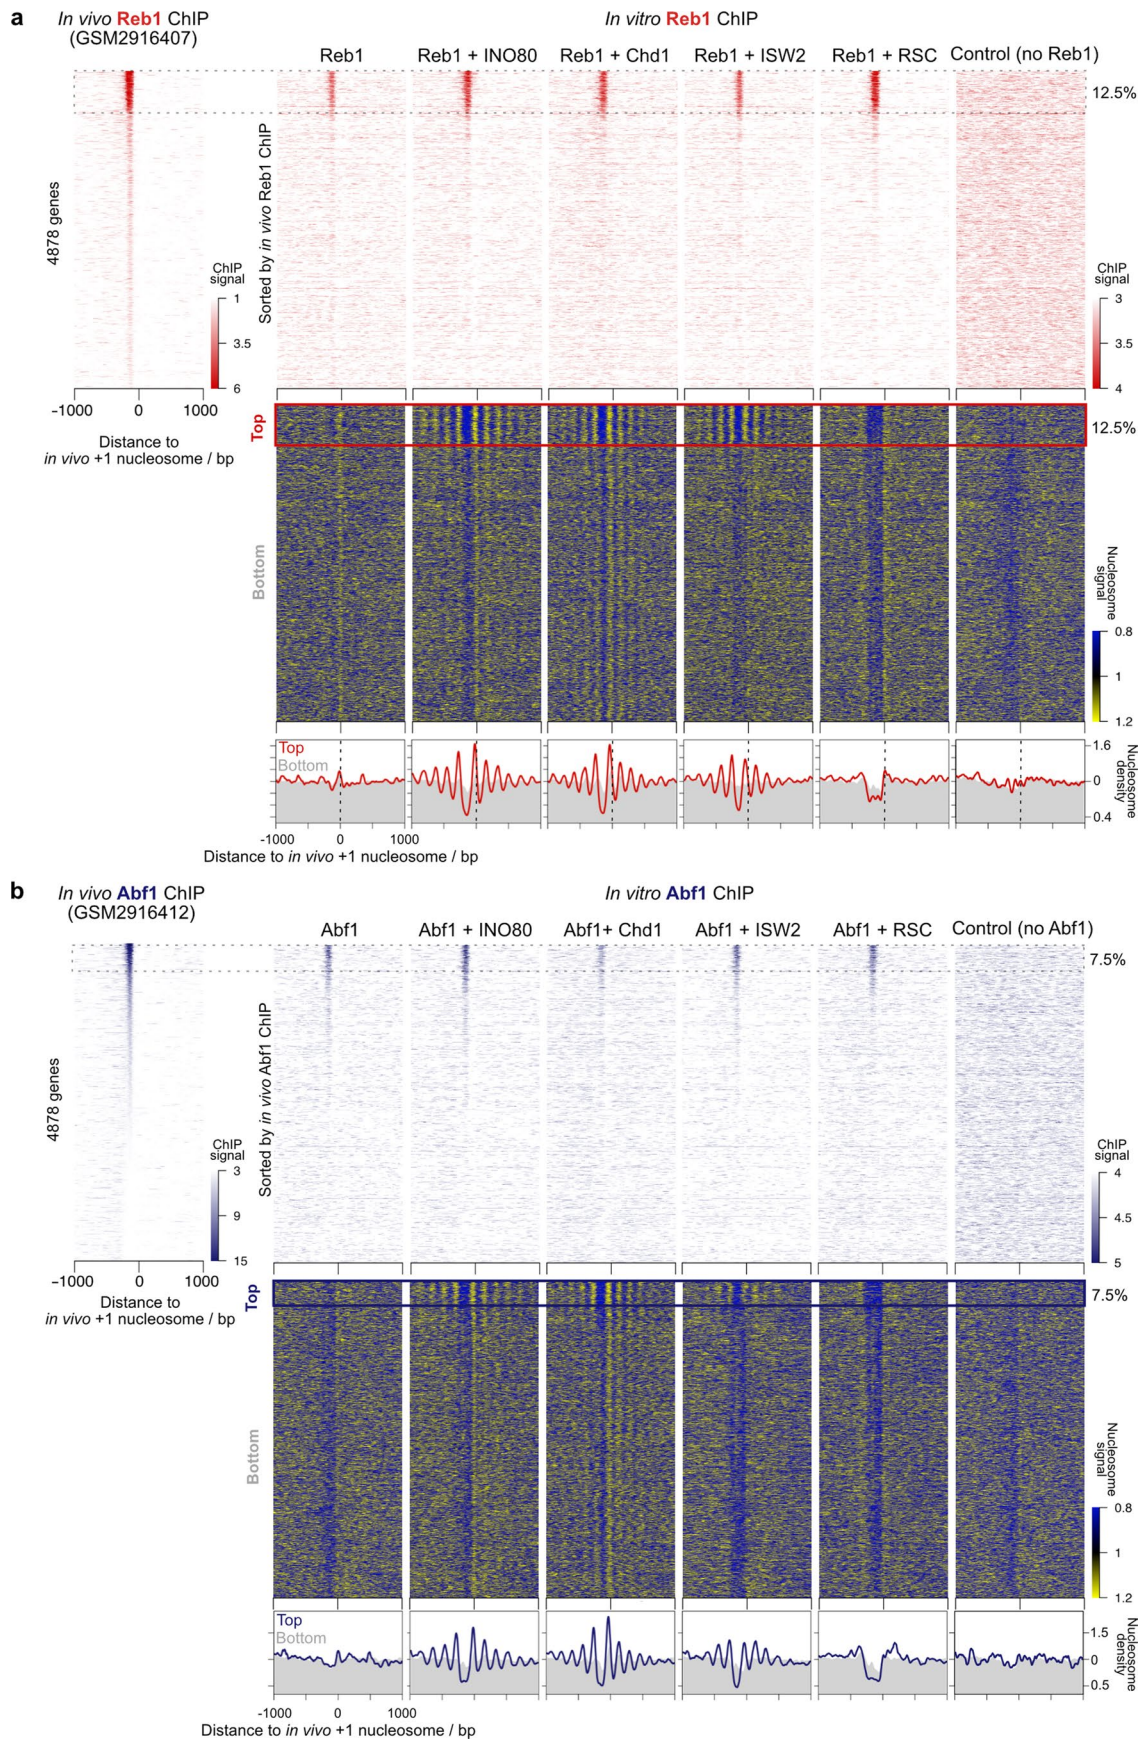 a
In vivo Reb1 ChIP
(GSM2916407)
In vitro Reb1 ChIP
Reb1
Reb1 + INO80
Reb1 + Chd1
Reb1 + ISW2
Reb1 + RSC
Control (no Reb1)
12.5%
4878 genes
Sorted by in vivo Reb1 ChIP
ChIP
signal
1
3.5
6
ChIP
signal
3
3.5
4
−1000
0
1000
Distance to
in vivo +1 nucleosome / bp
Top
12.5%
Bottom
Nucleosome
signal
0.8
1
1.2
Top
Bottom
1.6
0
0.4
Nucleosome
density
-1000
0
1000
Distance to in vivo +1 nucleosome / bp
b
In vivo Abf1 ChIP
(GSM2916412)
In vitro Abf1 ChIP
Abf1
Abf1 + INO80
Abf1+ Chd1
Abf1 + ISW2
Abf1 + RSC
Control (no Abf1)
7.5%
4878 genes
Sorted by in vivo Abf1 ChIP
ChIP
signal
3
9
15
ChIP
signal
4
4.5
5
−1000
0
1000
Distance to
in vivo +1 nucleosome / bp
Top
7.5%
Bottom
Nucleosome
signal
0.8
1
1.2
Top
Bottom
1.5
0
0.5
Nucleosome
density
-1000
0
1000
Distance to in vivo +1 nucleosome / bp